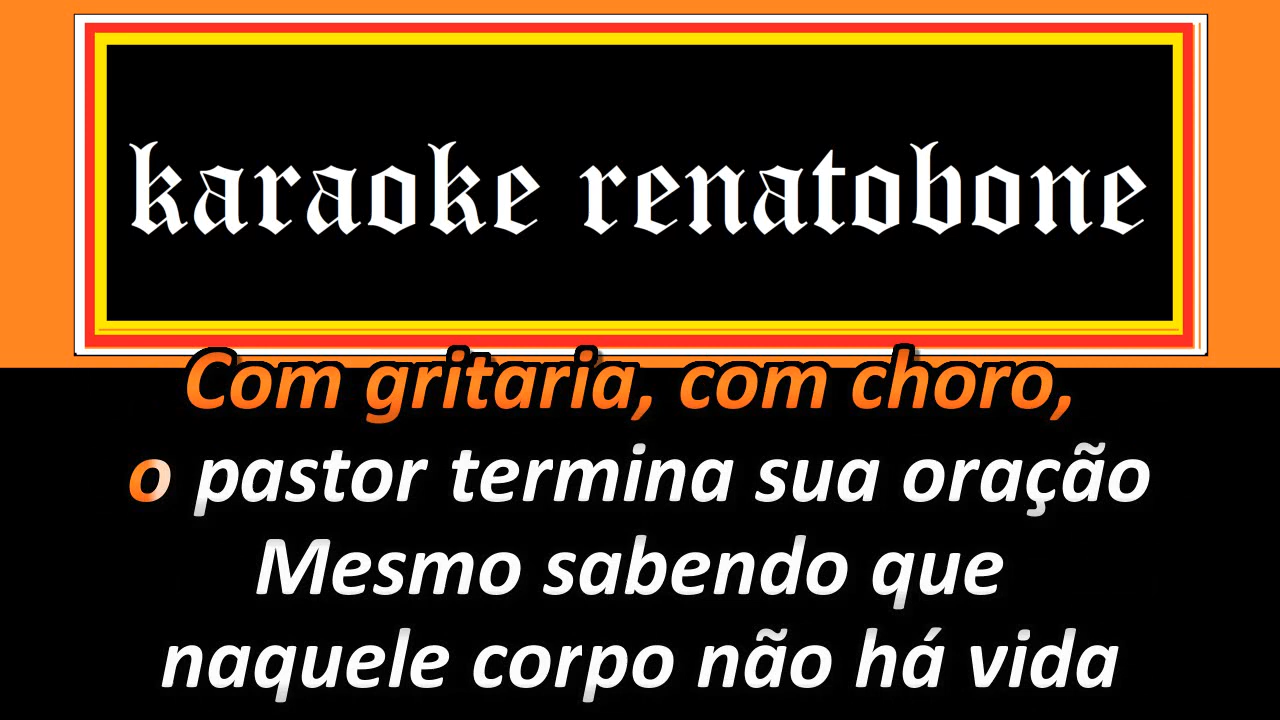 karaoke renatobone
Com gritaria, com choro,
o pastor termina sua oração
Mesmo sabendo que
naquele corpo não há vida